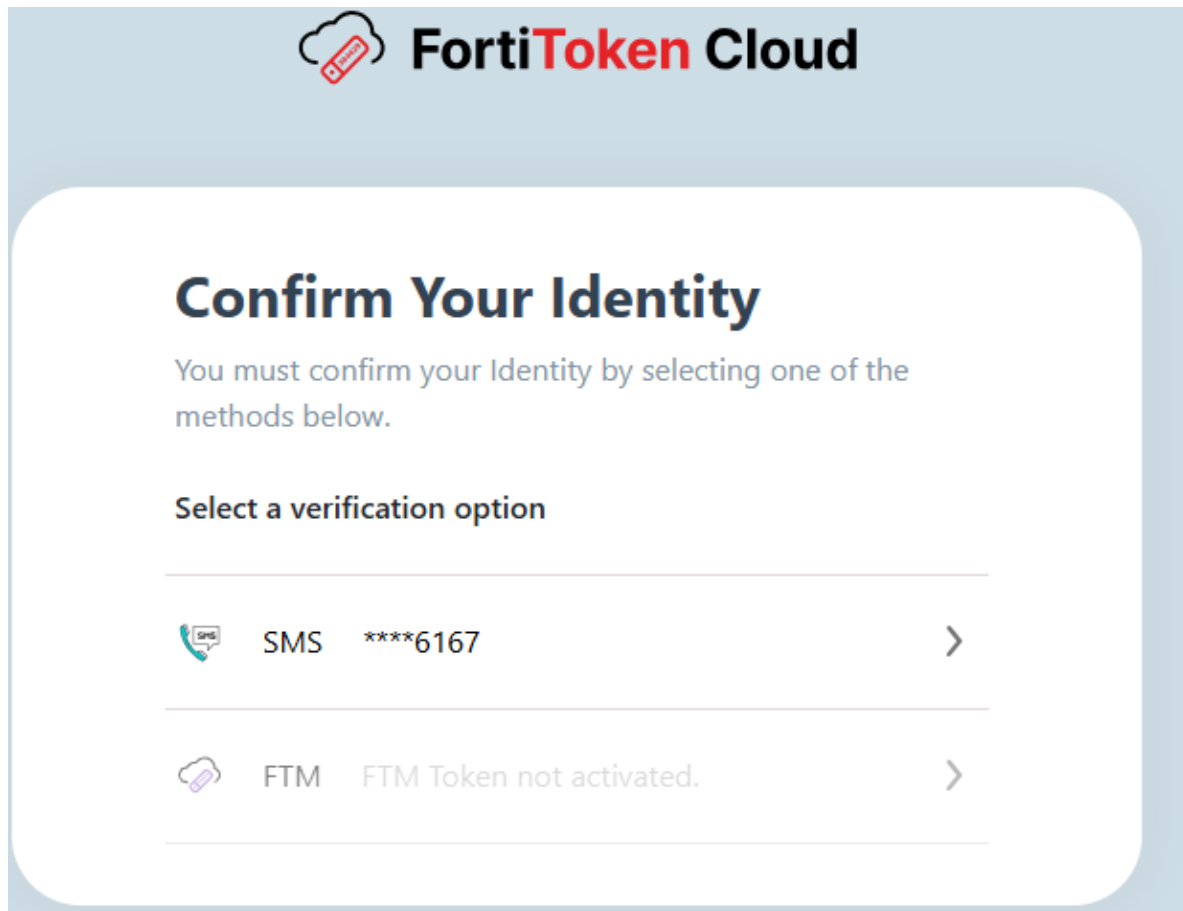 FortiToken Cloud
Confirm Your Identity
You must confirm your Identity by selecting one of the
methods below.
Select a verification option
SMS ****6167
FTM FTM Token not activated.